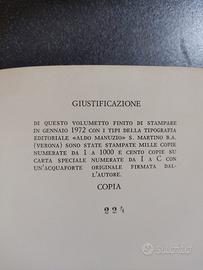 GIUSTIFICAZIONE
DI QUESTO VOLUMETTO FINITO DI STAMPARE
IN GENNAIO 1972 CON I TIPI DELLA TIPOGRAFIA
EDITORIALE «ALDO MANUZIO» S. MARTINO B.A.
(VERONA) SONO STATE STAMPATE MILLE COPIE
NUMERATE DA 1 A 1000 E CENTO COPIE SU
CARTA SPECIALE NUMERATE DA I A C CON
UN'ACQUAFORTE ORIGINALE FIRMATA DAL-
L'AUTORE.
COPIA
224
subito